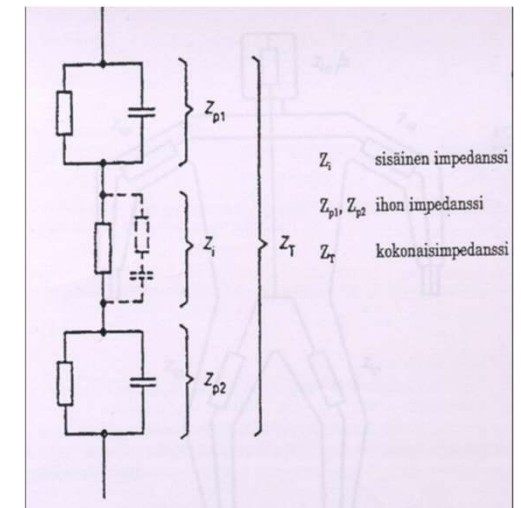 Z_p1
Z_i
Z_T
Z_p2
Z_i sisäinen impedanssi
Z_p1, Z_p2 ihon impedanssi
Z_T kokonaisimpedanssi